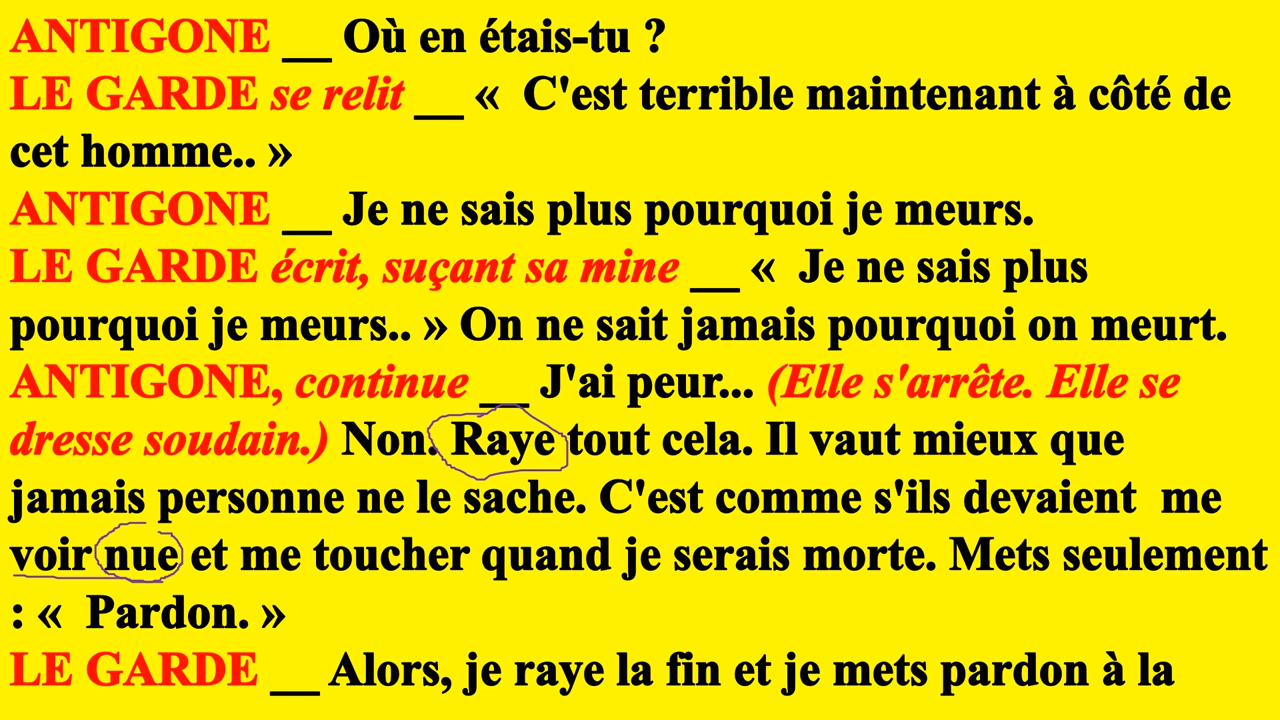 ANTIGONE __ Où en étais-tu ?
LE GARDE se relit __ «  C'est terrible maintenant à côté de
cet homme.. »
ANTIGONE __ Je ne sais plus pourquoi je meurs.
LE GARDE écrit, suçant sa mine __ «  Je ne sais plus
pourquoi je meurs.. » On ne sait jamais pourquoi on meurt.
ANTIGONE, continue __ J'ai peur... (Elle s'arrête. Elle se
dresse soudain.) Non. Raye tout cela. Il vaut mieux que
jamais personne ne le sache. C'est comme s'ils devaient  me
voir nue et me toucher quand je serais morte. Mets seulement
: «  Pardon. »
LE GARDE __ Alors, je raye la fin et je mets pardon à la